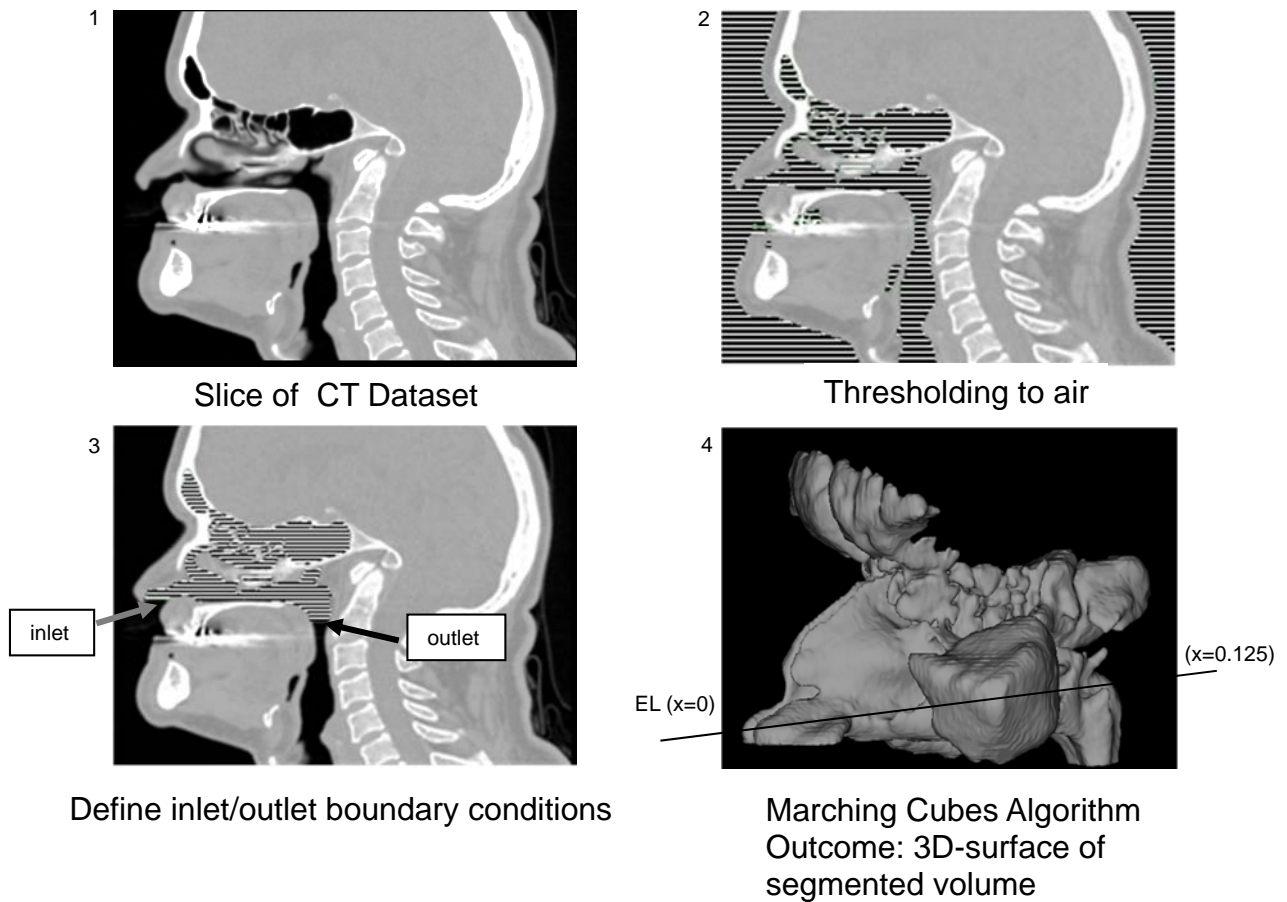 1
2
Slice of CT Dataset
Thresholding to air
3
4
inlet
outlet
EL (x=0)
(x=0.125)
Define inlet/outlet boundary conditions
Marching Cubes Algorithm
Outcome: 3D-surface of
segmented volume